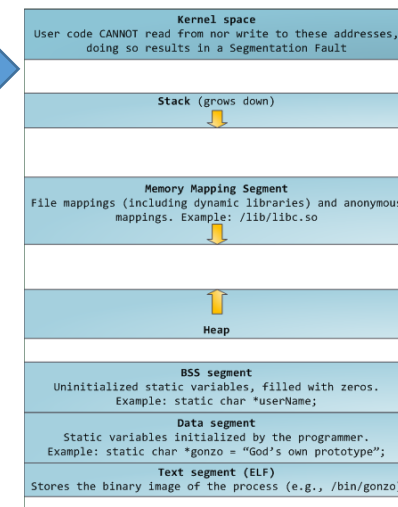 Kernel space
User code CANNOT read from nor write to these addresses,
doing so results in a Segmentation Fault
Stack (grows down)
Memory Mapping Segment
File mappings (including dynamic libraries) and anonymous
mappings. Example: /lib/libc.so
Heap
BSS segment
Uninitialized static variables, filled with zeros.
Example: static char *userName;
Data segment
Static variables initialized by the programmer.
Example: static char *gonzo = “God’s own prototype”;
Text segment (ELF)
Stores the binary image of the process (e.g., /bin/gonzo)